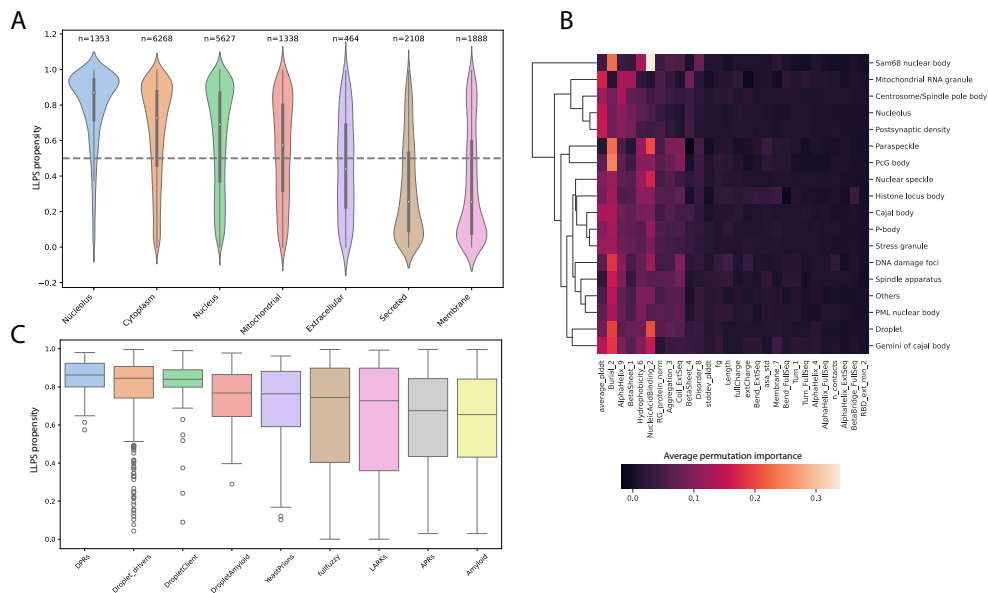 A
B
n=1353 n=6268 n=5627 n=1338 n=464 n=2108 n=1888
1.2
1.0
0.8
0.6
0.4
0.2
0.0
−0.2
LLPS propensity
Nucleolus
Cytoplasm
Nucleus
Mitochondrial
Extracellular
Secreted
Membrane
Sam68 nuclear body
Mitochondrial RNA granule
Centrosome/Spindle pole body
Nucleolus
Postsynaptic density
Paraspeckle
PcG body
Nuclear speckle
Histone locus body
Cajal body
P-body
Stress granule
DNA damage foci
Spindle apparatus
Others
PML nuclear body
Droplet
Gemini of cajal body
average_plddt
Burial_2
AlphaHelix_9
BetaSheet_1
Hydrophobicity_6
NucleicAcidBinding_2
RG_protein_norm
Aggregation_3
Coil_ExtSeq
BetaSheet_4
Disorder_8
stddev_plddt
fg
Length
fullCharge
extCharge
Bend_ExtSeq
asa_std
Membrane_7
Bend_FullSeq
Turn_1
Turn_FullSeq
AlphaHelix_4
AlphaHelix_FullSeq
n_contacts
AlphaHelix_ExtSeq
BetaBridge_FullSeq
RBD_ext_min_2
Average permutation importance
0.0 0.1 0.2 0.3
C
1.0
0.8
0.6
0.4
0.2
0.0
LLPS propensity
DPRs
Droplet_drivers
DropletClient
DropletAmyloid
YeastPrions
fullfuzzy
LARKs
APRs
Amyloid